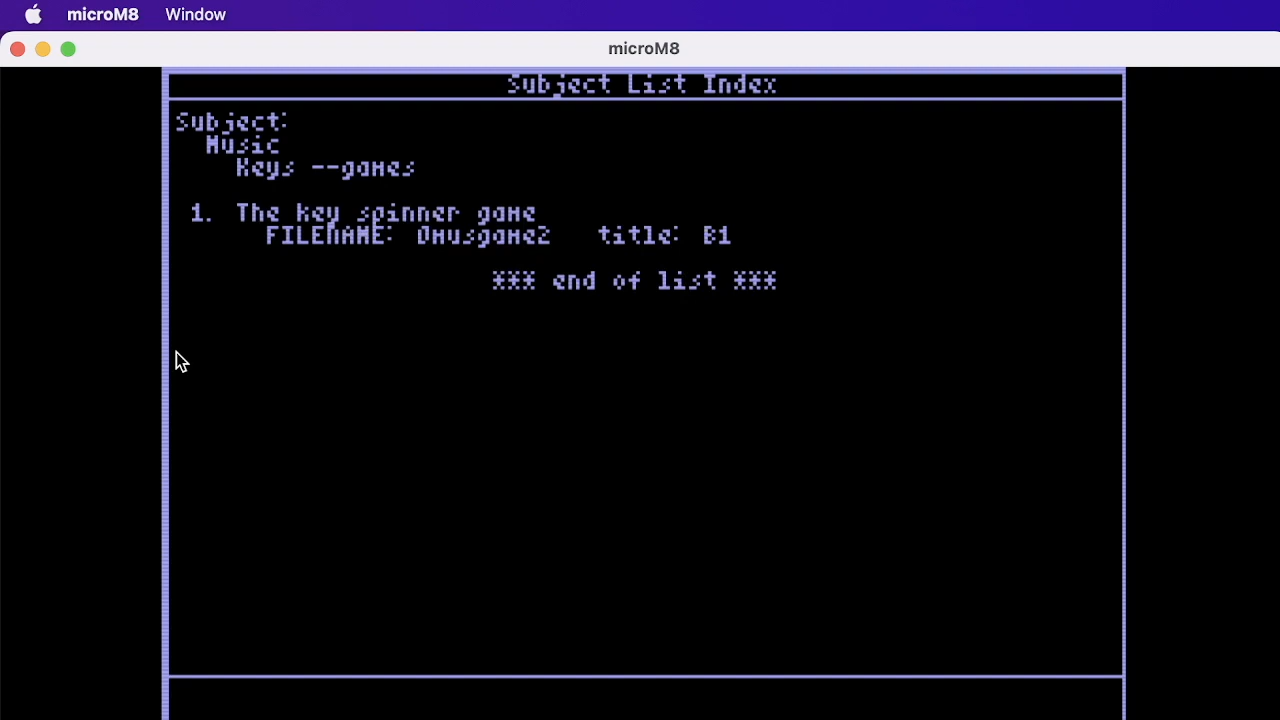 microM8 Window
microM8
Subject List Index
Subject:
Music
Keys --games
1. The key spinner game
FILENAME: 0musgame2 title: B1
*** end of list ***